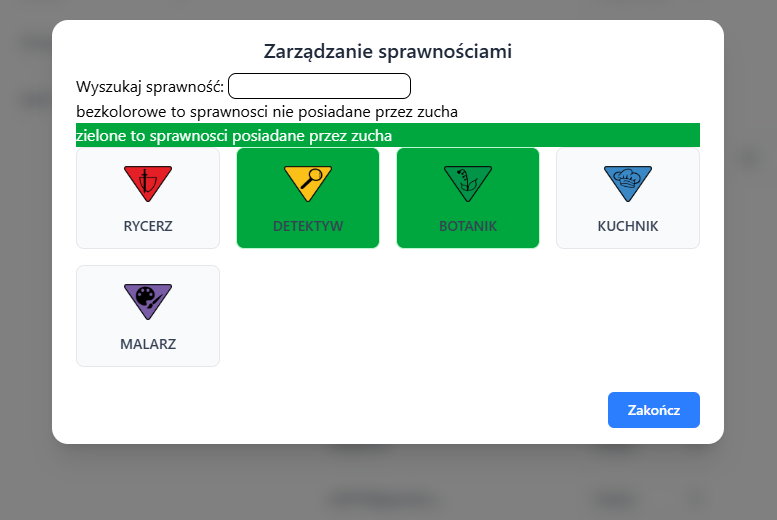 Zarządzanie sprawnościami
Wyszukaj sprawność:
bezkolorowe to sprawnosci nie posiadane przez zucha
zielone to sprawnosci posiadane przez zucha
RYCERZ
DETEKTYW
BOTANIK
KUCHNIK
MALARZ
Zakończ